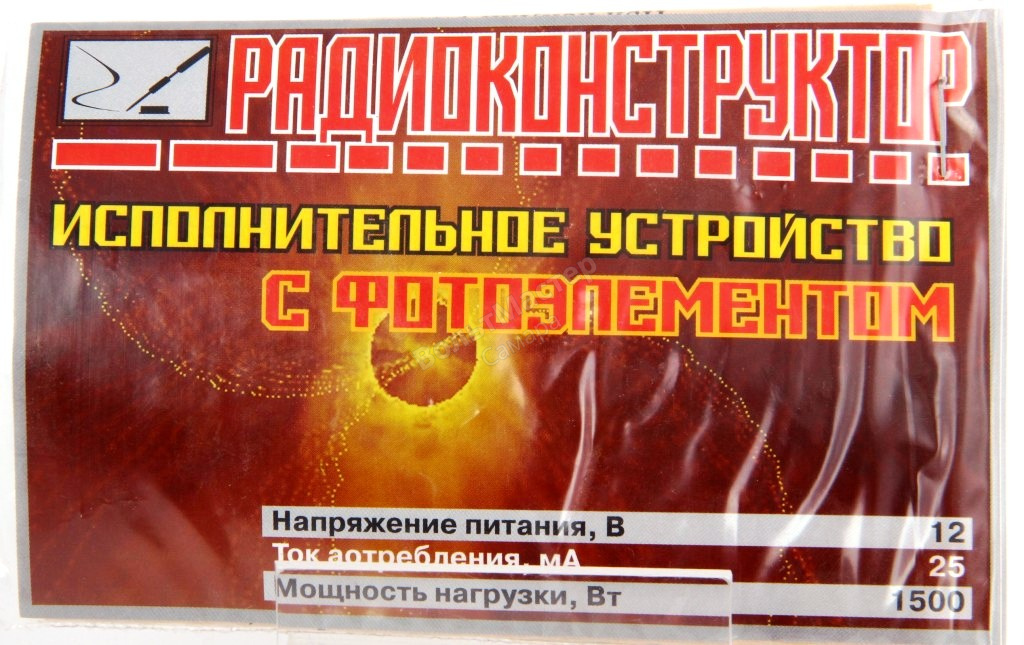 РАДИОКОНСТРУКТОР
ИСПОЛНИТЕЛЬНОЕ УСТРОЙСТВО
С ФОТОЭЛЕМЕНТОМ
Напряжение питания, В 12
Ток аотребления, мА 25
Мощность нагрузки, Вт 1500